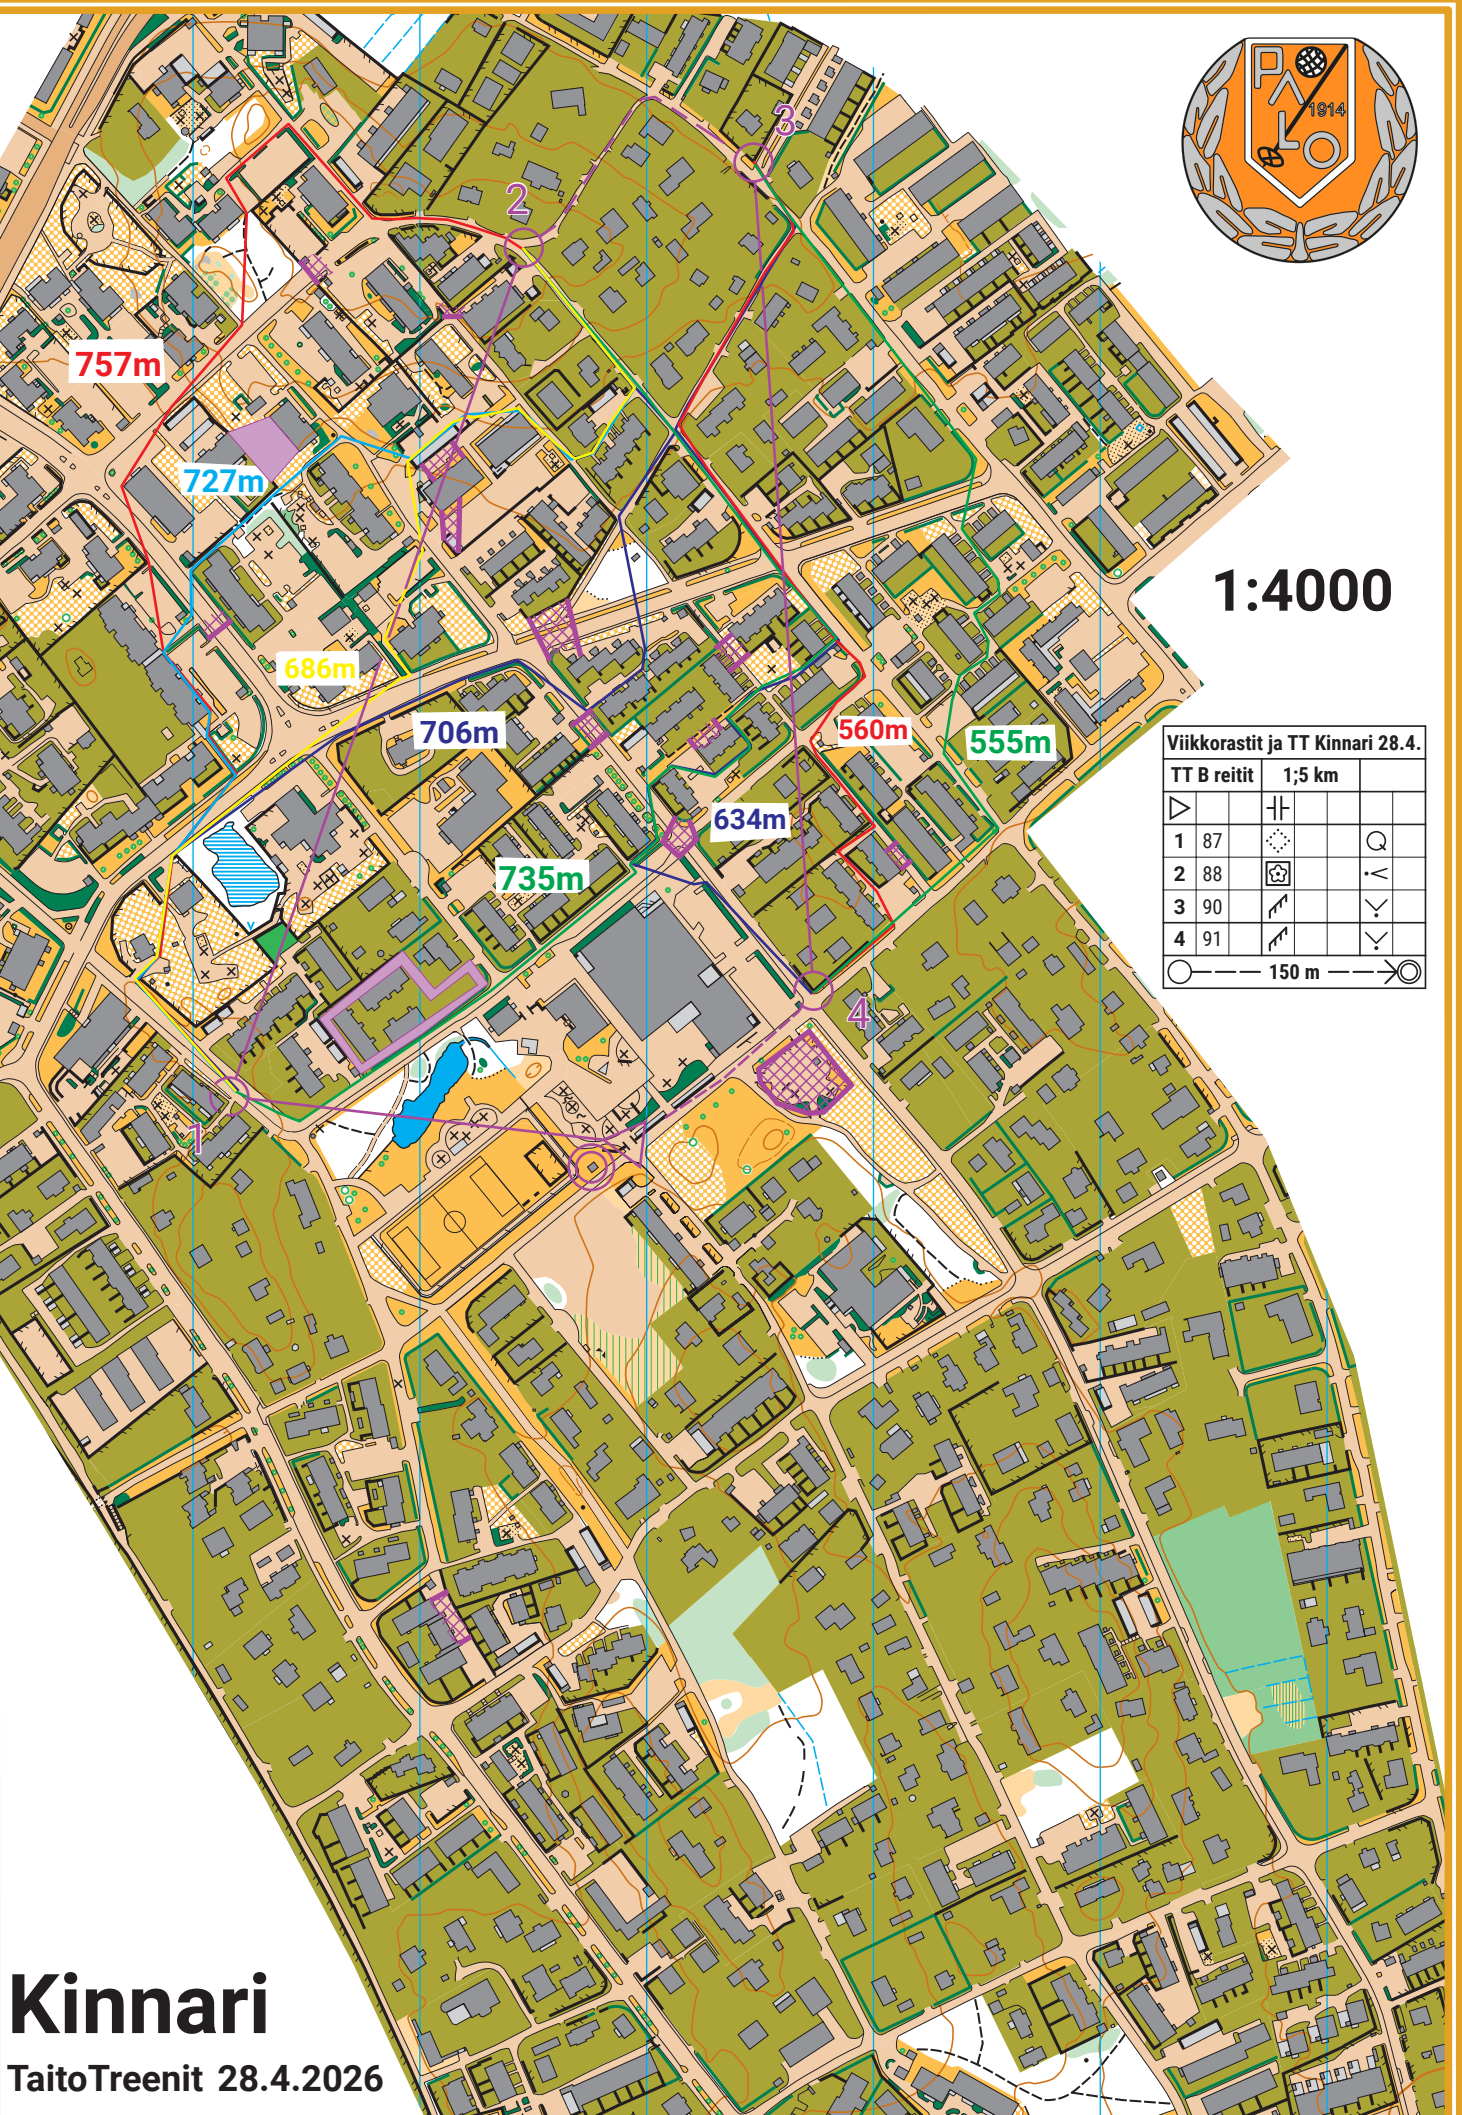 P
A
1914
L
O
3
2
757m
727m
1:4000
686m
706m
560m
555m
Viikkorastit ja TT Kinnari 28.4.
TT B reitit 1;5 km
634m
1 87
735m
2 88
3 90
4 91
150 m
4
1
Kinnari
TaitoTreenit 28.4.2026